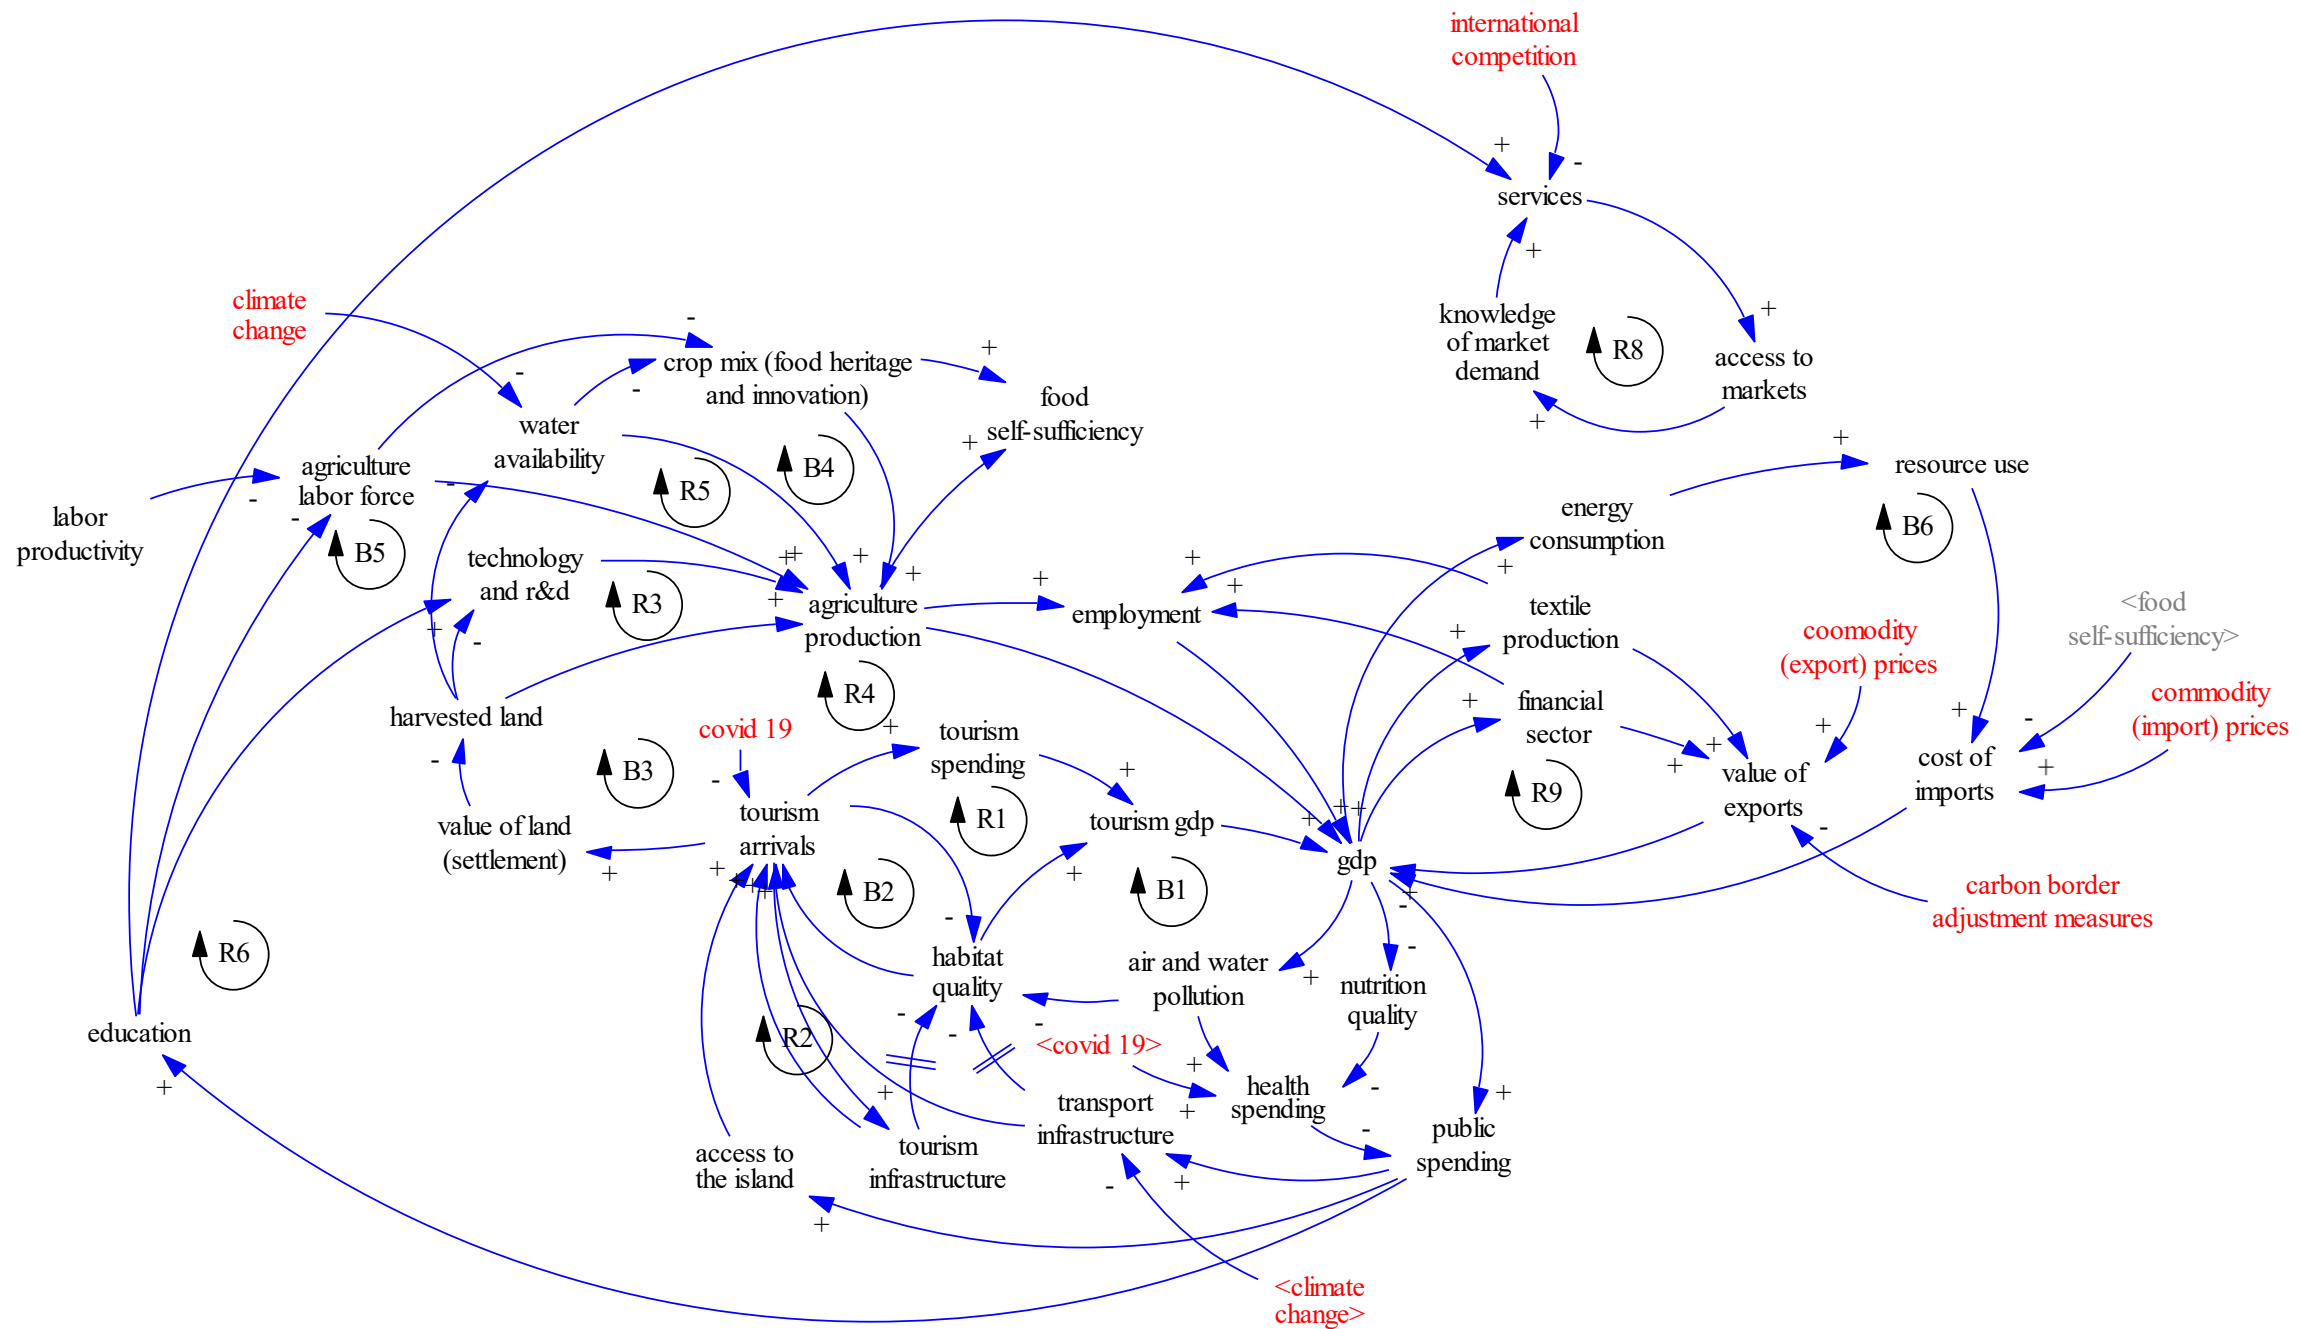 international
competition
services
climate
change
knowledge
of market
demand
R8
access to
markets
crop mix (food heritage
and innovation)
food
self-sufficiency
water
availability
B4
agriculture
labor force
R5
resource use
labor
productivity
energy
consumption
B6
B5
technology
and r&d
R3
agriculture
production
employment
textile
production
<food
self-sufficiency>
coomodity
(export) prices
R4
harvested land
financial
sector
commodity
(import) prices
covid 19
tourism
spending
B3
cost of
imports
value of
exports
R9
tourism
arrivals
R1
tourism gdp
value of land
(settlement)
gdp
B2
B1
carbon border
adjustment measures
R6
habitat
quality
air and water
pollution
nutrition
quality
education
R2
<covid 19>
health
spending
transport
infrastructure
public
spending
access to
the island
tourism
infrastructure
<climate
change>